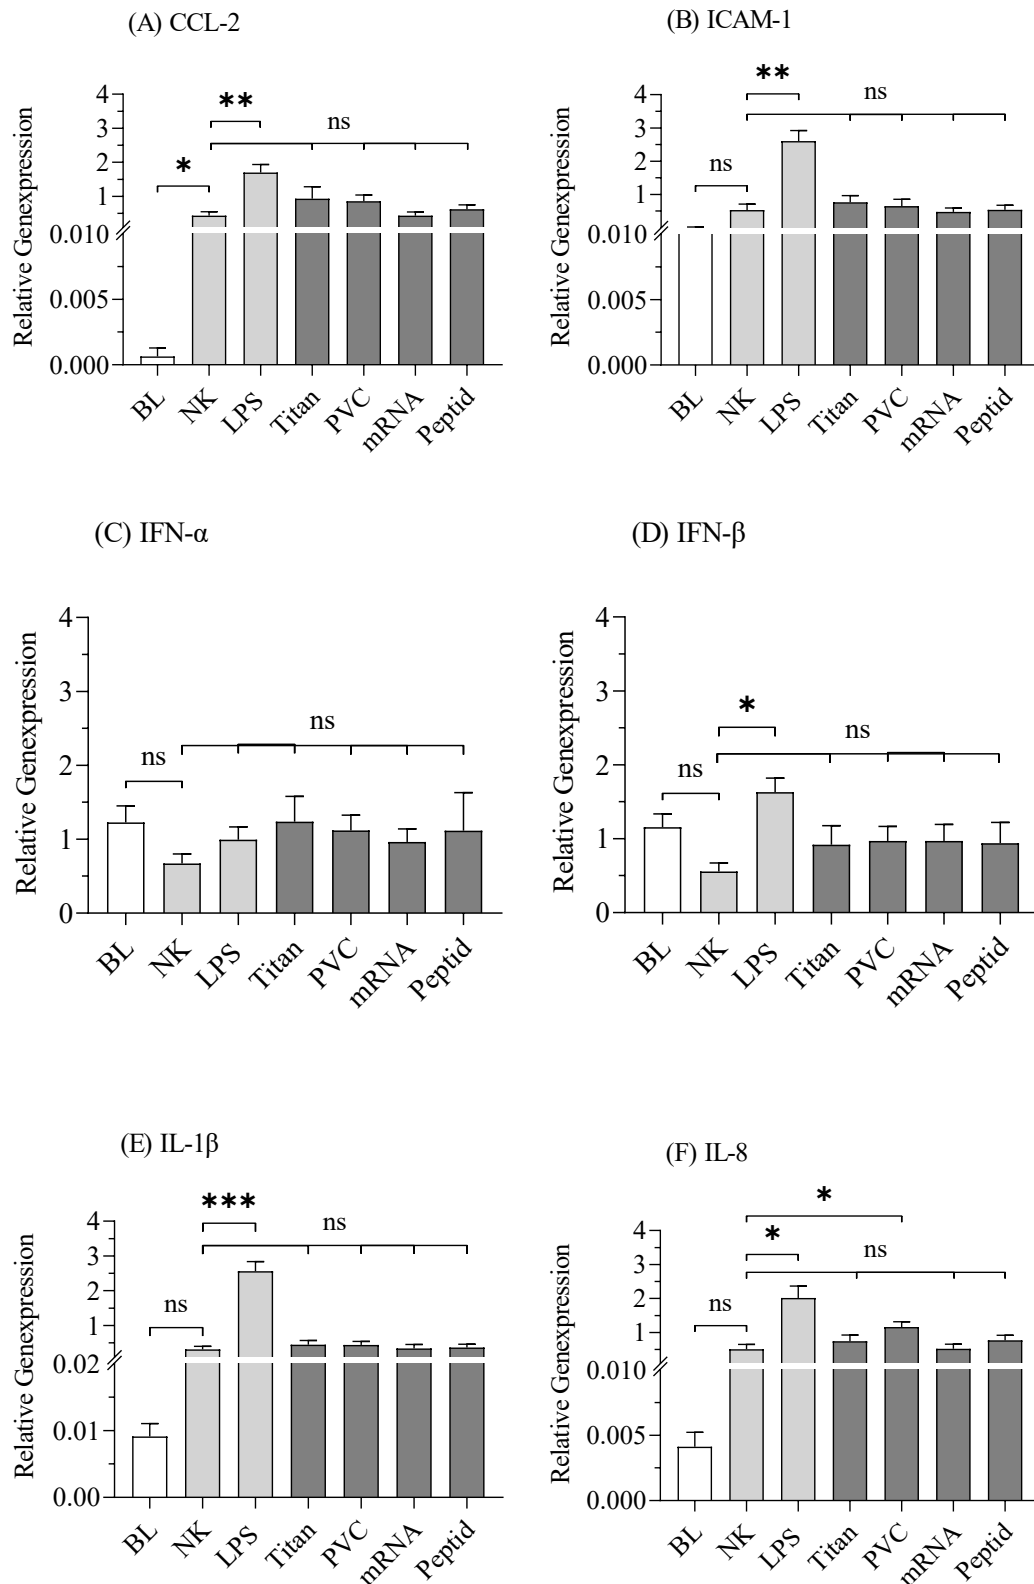 (A) CCL-2
Relative Genexpression
4
3
2
1
0.010
0.005
0.000
*
**
ns
BL
NK
LPS
Titan
PVC
mRNA
Peptid
(B) ICAM-1
Relative Genexpression
4
3
2
1
0.010
0.005
0.000
ns
**
ns
BL
NK
LPS
Titan
PVC
mRNA
Peptid
(C) IFN-α
Relative Genexpression
4
3
2
1
0
ns
ns
BL
NK
LPS
Titan
PVC
mRNA
Peptid
(D) IFN-β
Relative Genexpression
4
3
2
1
0
ns
*
ns
BL
NK
LPS
Titan
PVC
mRNA
Peptid
(E) IL-1β
Relative Genexpression
4
3
2
1
0.02
0.01
0.00
ns
***
ns
BL
NK
LPS
Titan
PVC
mRNA
Peptid
(F) IL-8
Relative Genexpression
4
3
2
1
0.010
0.005
0.000
ns
*
*
ns
BL
NK
LPS
Titan
PVC
mRNA
Peptid